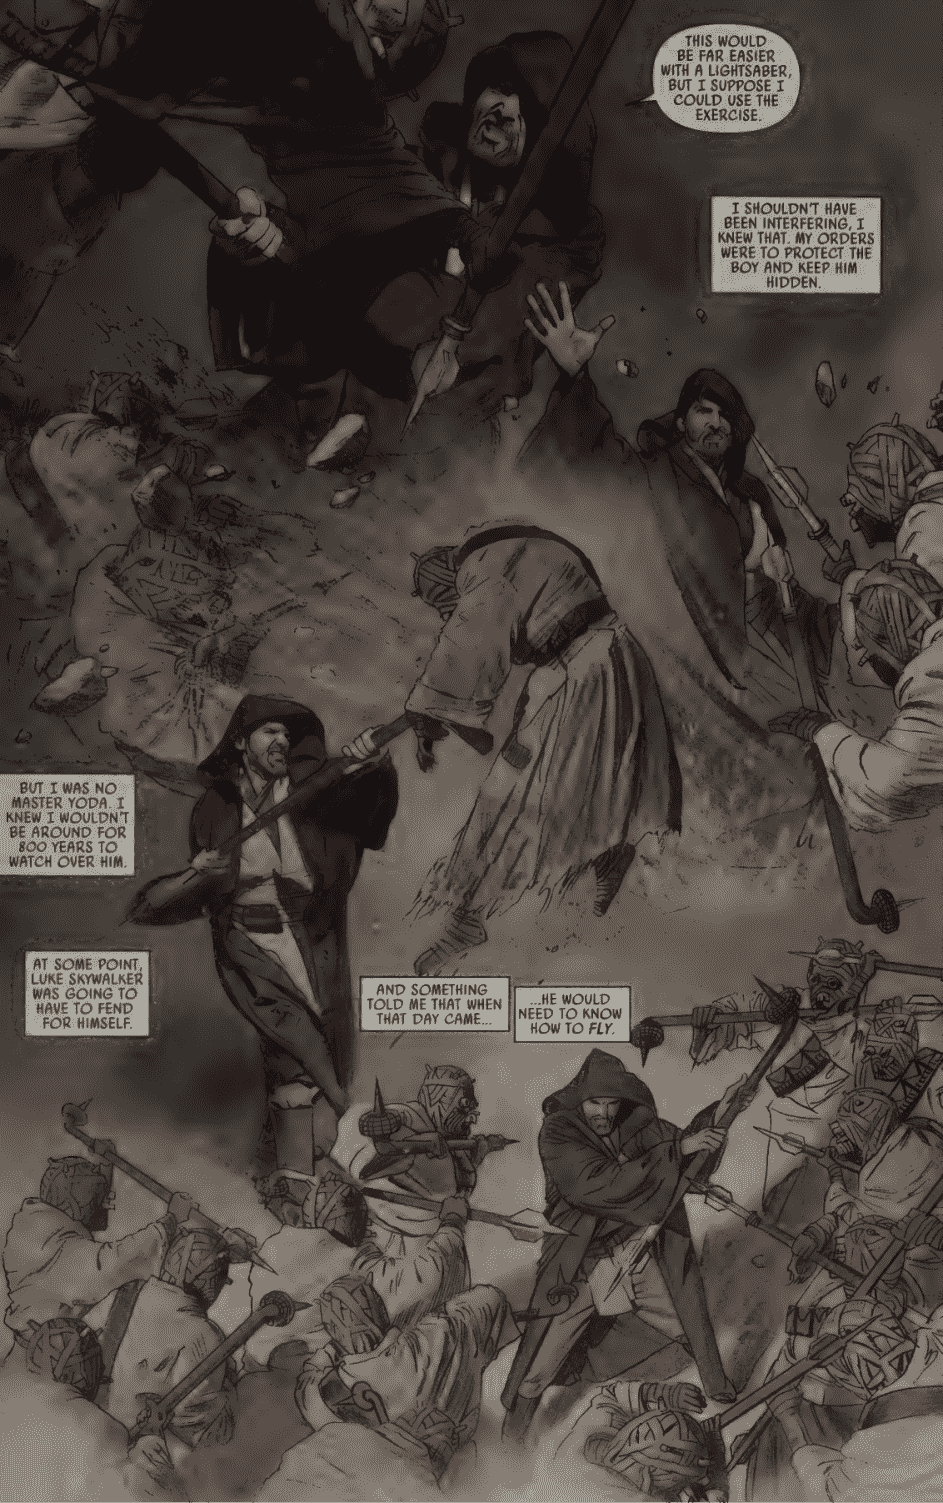 THIS WOULD
BE FAR EASIER
WITH A LIGHTSABER,
BUT I SUPPOSE I
COULD USE THE
EXERCISE.
I SHOULDN'T HAVE
BEEN INTERFERING, I
KNEW THAT. MY ORDERS
WERE TO PROTECT THE
BOY AND KEEP HIM
HIDDEN.
BUT I WAS NO
MASTER YODA. I
KNEW I WOULDN'T
BE AROUND FOR
800 YEARS TO
WATCH OVER HIM.
AT SOME POINT,
LUKE SKYWALKER
WAS GOING TO
HAVE TO FEND
FOR HIMSELF.
AND SOMETHING
TOLD ME THAT WHEN
THAT DAY CAME...
...HE WOULD
NEED TO KNOW
HOW TO FLY.